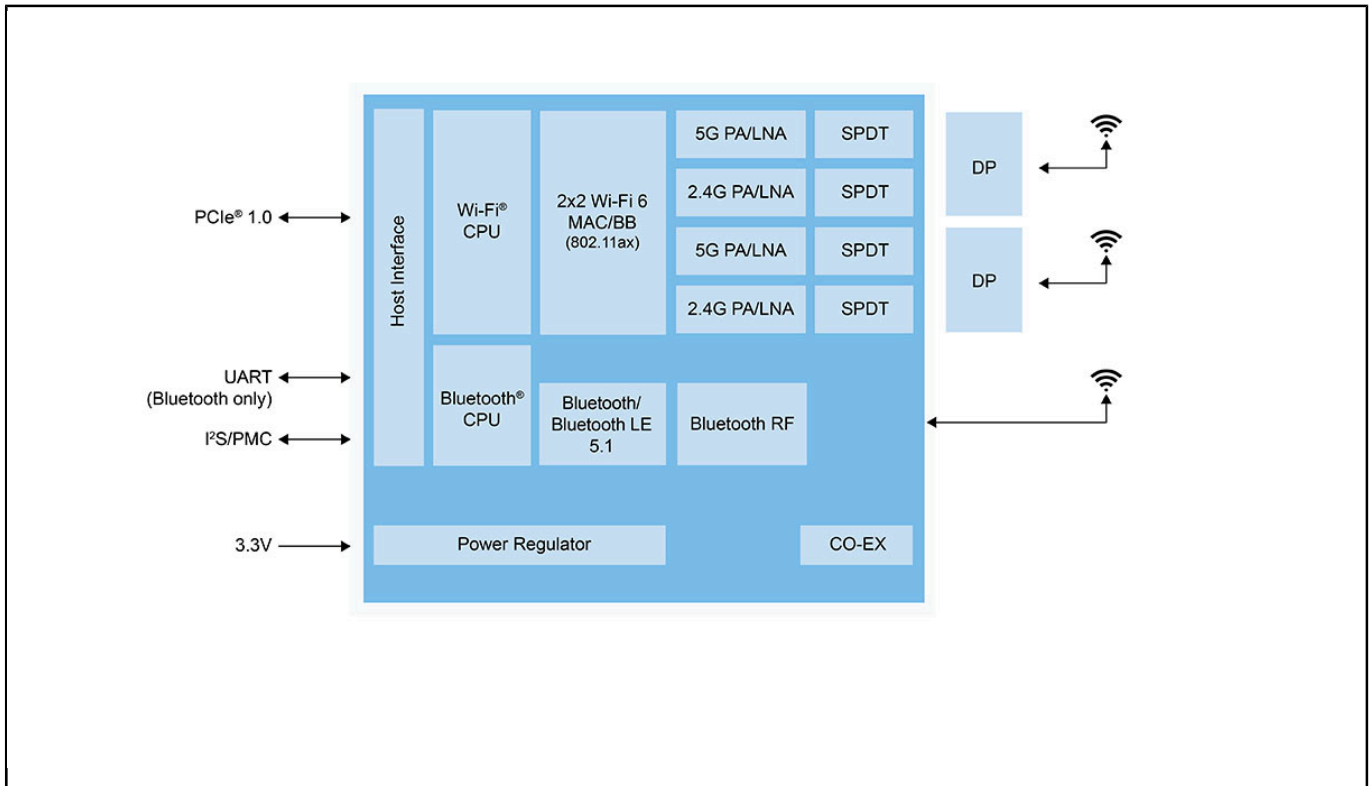 PCIe® 1.0
UART
(Bluetooth only)
I²S/PMC
3.3V
Host Interface
Wi-Fi®
CPU
2x2 Wi-Fi 6
MAC/BB
(802.11ax)
5G PA/LNA
SPDT
2.4G PA/LNA
SPDT
5G PA/LNA
SPDT
2.4G PA/LNA
SPDT
DP
DP
Bluetooth®
CPU
Bluetooth/
Bluetooth LE
5.1
Bluetooth RF
Power Regulator
CO-EX